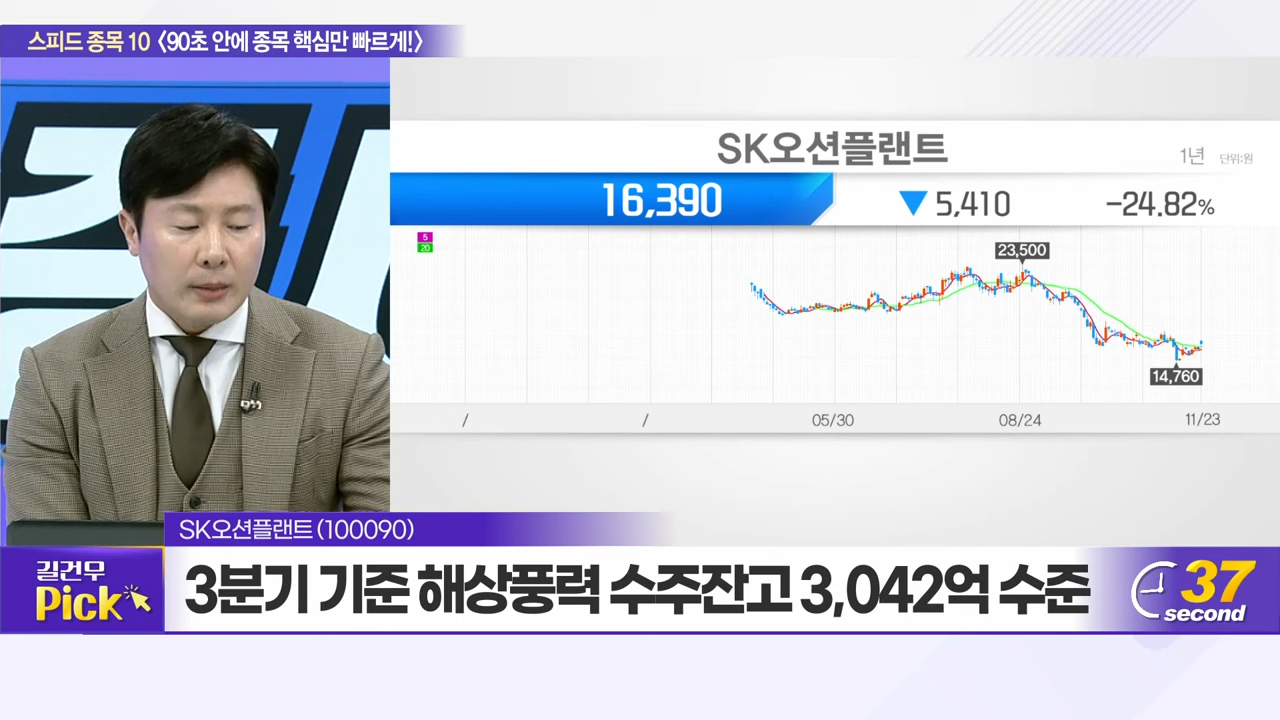 스피드 종목 10 <90초 안에 종목 핵심만 빠르게!>
SK오션플랜트
1년 단위:원
16,390 ▼ 5,410 -24.82%
5
20
23,500
14,760
/ / 05/30 08/24 11/23
SK오션플랜트 (100090)
길건무
Pick
3분기 기준 해상풍력 수주잔고 3,042억 수준
37
second